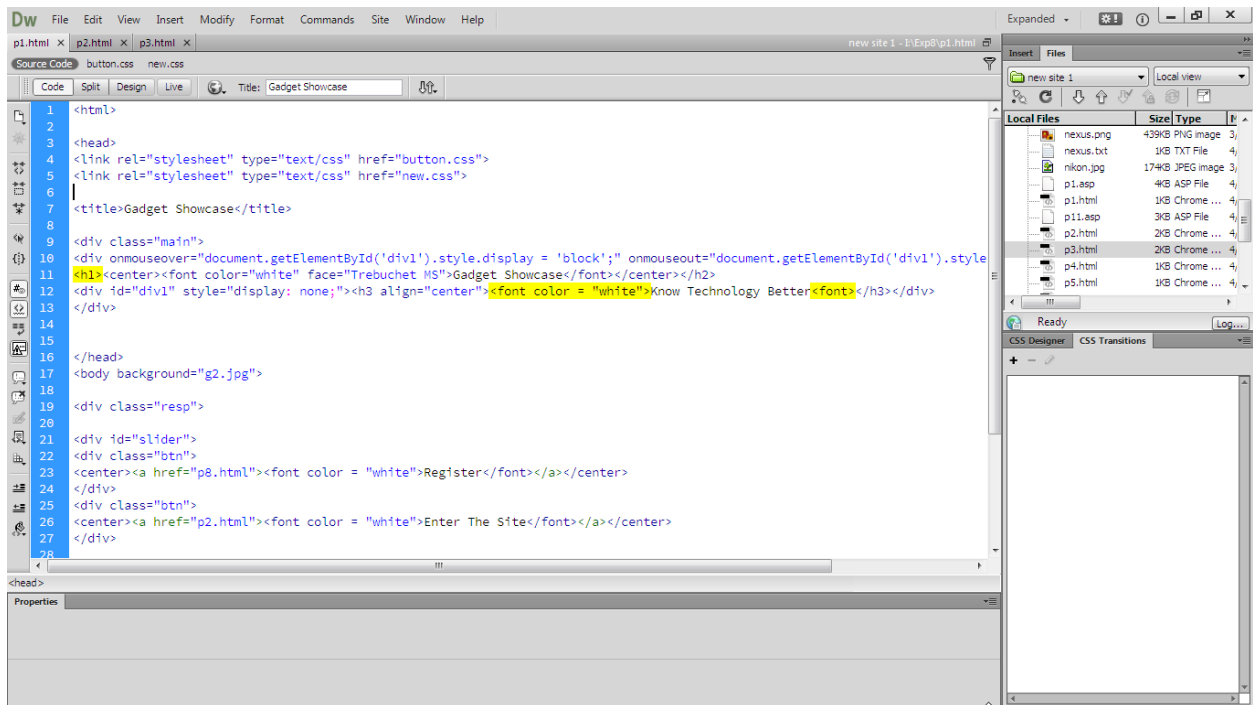 Dw File Edit View Insert Modify Format Commands Site Window Help Expanded
p1.html × p2.html × p3.html × new site 1 - I:\Exp8\p1.html
Source Code button.css new.css
Code Split Design Live Title: Gadget Showcase
1 <html>
2
3 <head>
4 <link rel="stylesheet" type="text/css" href="button.css">
5 <link rel="stylesheet" type="text/css" href="new.css">
6
7 <title>Gadget Showcase</title>
8
9 <div class="main">
10 <div onmouseover="document.getElementById('div1').style.display = 'block';" onmouseout="document.getElementById('div1').style
11 <h1><center><font color="white" face="Trebuchet MS">Gadget Showcase</font></center></h2>
12 <div id="div1" style="display: none;"><h3 align="center"><font color = "white">Know Technology Better<font></h3></div>
13 </div>
14
15
16 </head>
17 <body background="g2.jpg">
18
19 <div class="resp">
20
21 <div id="slider">
22 <div class="btn">
23 <center><a href="p8.html"><font color = "white">Register</font></a></center>
24 </div>
25 <div class="btn">
26 <center><a href="p2.html"><font color = "white">Enter The Site</font></a></center>
27 </div>
28
<head>
Properties
Insert Files
new site 1 Local view
Local Files Size Type
nexus.png 439KB PNG image 3/
nexus.txt 1KB TXT File 4/
nikon.jpg 174KB JPEG image 3/
p1.asp 4KB ASP File 4/
p1.html 1KB Chrome ... 4/
p11.asp 3KB ASP File 4/
p2.html 2KB Chrome ... 4/
p3.html 2KB Chrome ... 4/
p4.html 1KB Chrome ... 4/
p5.html 1KB Chrome ... 4/
Ready Log...
CSS Designer CSS Transitions